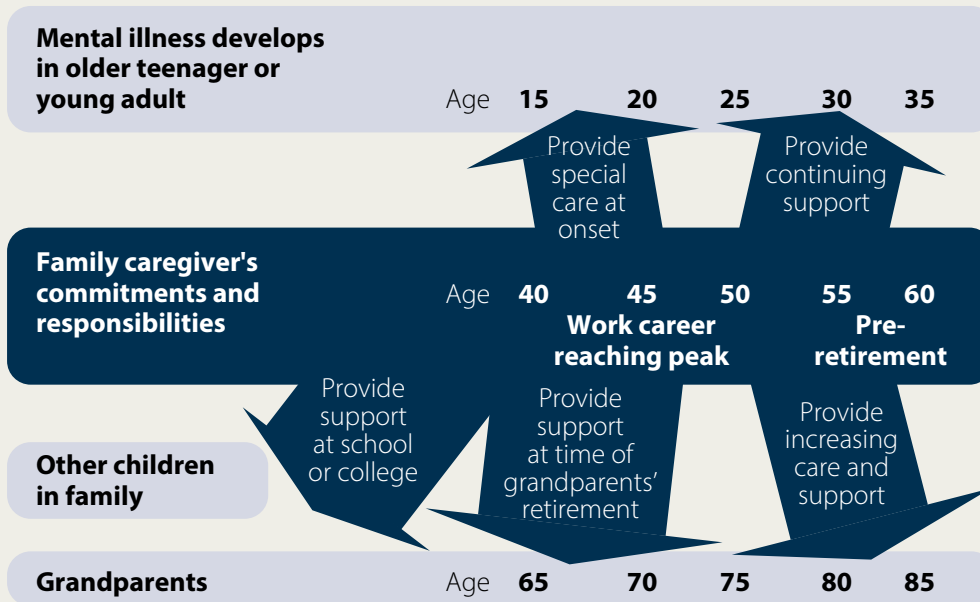 Mental illness develops
in older teenager or
young adult
Age 15 20 25 30 35
Provide
special
care at
onset
Provide
continuing
support
Family caregiver's
commitments and
responsibilities
Age 40 45 50 55 60
Work career
reaching peak
Pre-
retirement
Provide
support
at school
or college
Provide
support
at time of
grandparents’
retirement
Provide
increasing
care and
support
Other children
in family
Grandparents
Age 65 70 75 80 85